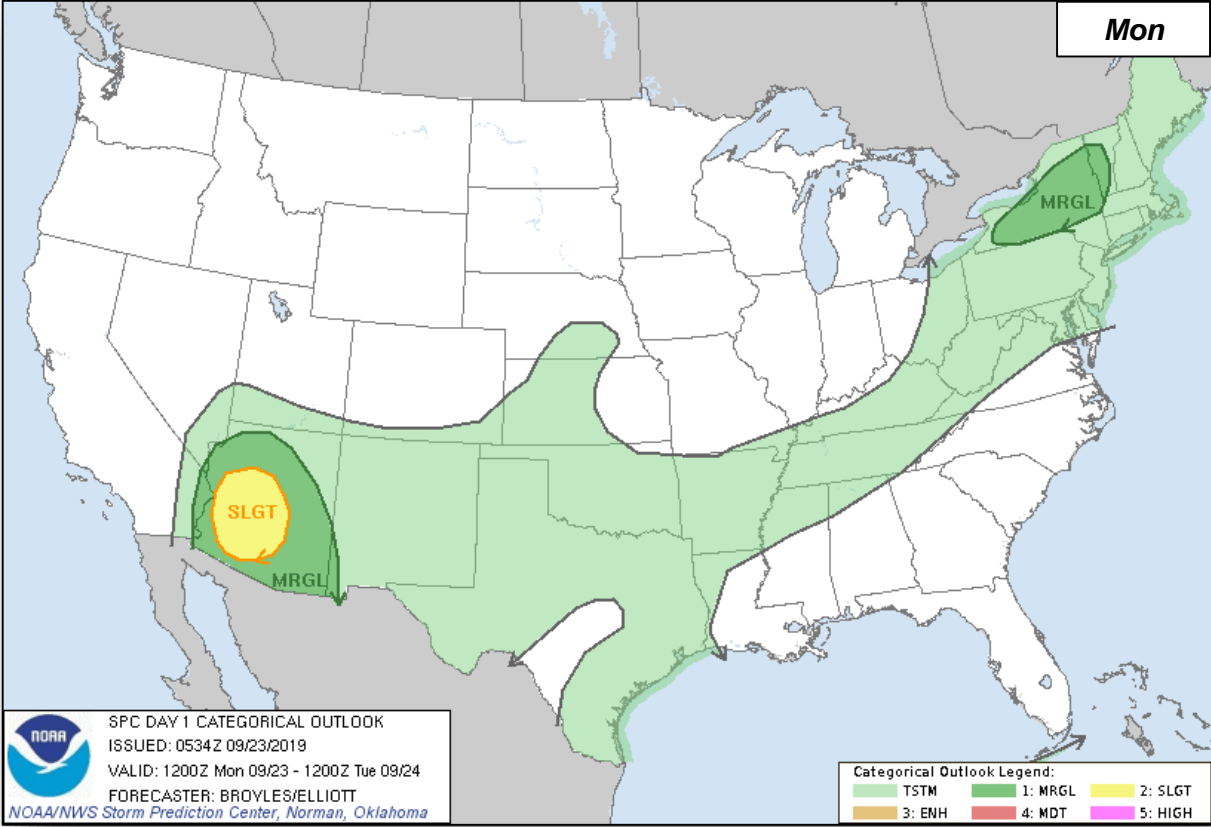 Mon
MRGL
SLGT
MRGL
NOAA
SPC DAY 1 CATEGORICAL OUTLOOK
ISSUED: 0534Z 09/23/2019
VALID: 1200Z Mon 09/23 - 1200Z Tue 09/24
FORECASTER: BROYLES/ELLIOTT
NOAA/NWS Storm Prediction Center, Norman, Oklahoma
Categorical Outlook Legend:
TSTM 1: MRGL 2: SLGT
3: ENH 4: MDT 5: HIGH